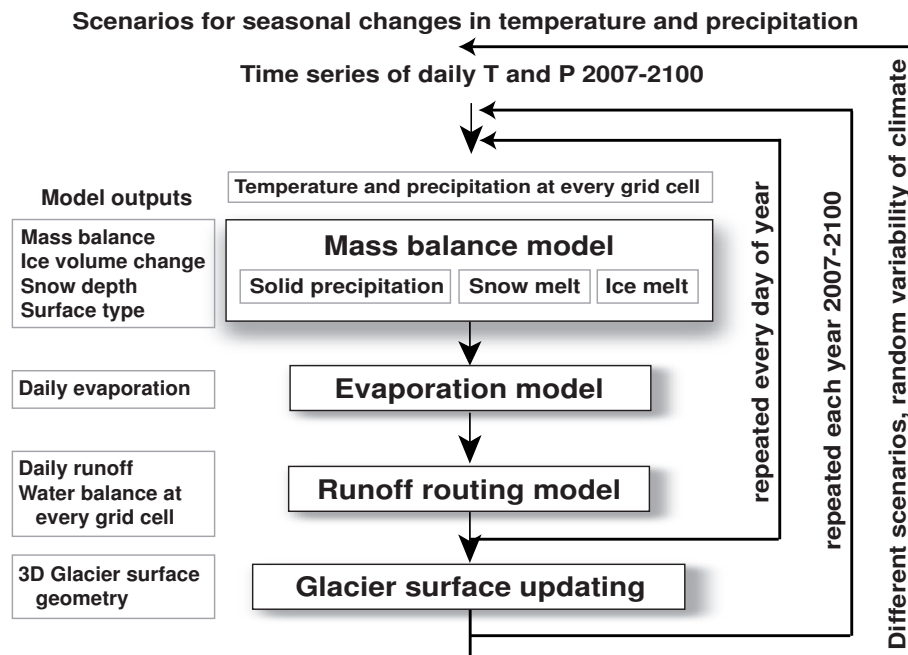 Scenarios for seasonal changes in temperature and precipitation
Time series of daily T and P 2007-2100
Temperature and precipitation at every grid cell
Model outputs
Mass balance
Ice volume change
Snow depth
Surface type
Mass balance model
Solid precipitation
Snow melt
Ice melt
Daily evaporation
Evaporation model
Daily runoff
Water balance at
every grid cell
Runoff routing model
3D Glacier surface
geometry
Glacier surface updating
repeated every day of year
repeated each year 2007-2100
Different scenarios, random variability of climate